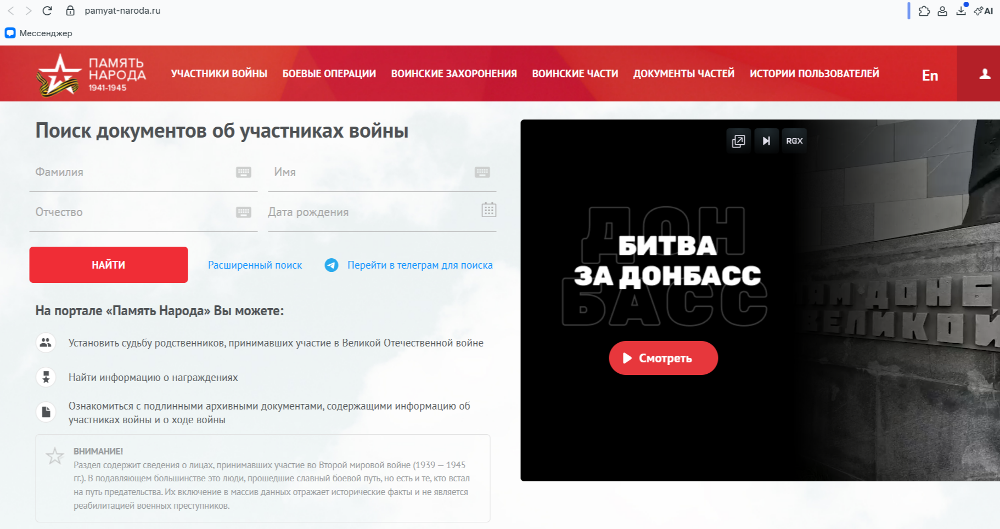 pamyat-naroda.ru
AI
Мессенджер
ПАМЯТЬ
НАРОДА
1941-1945
УЧАСТНИКИ ВОЙНЫ
БОЕВЫЕ ОПЕРАЦИИ
ВОИНСКИЕ ЗАХОРОНЕНИЯ
ВОИНСКИЕ ЧАСТИ
ДОКУМЕНТЫ ЧАСТЕЙ
ИСТОРИИ ПОЛЬЗОВАТЕЛЕЙ
En
Поиск документов об участниках войны
Фамилия
Имя
Отчество
Дата рождения
НАЙТИ
Расширенный поиск
Перейти в телеграм для поиска
На портале «Память Народа» Вы можете:
Установить судьбу родственников, принимавших участие в Великой Отечественной войне
Найти информацию о награждениях
Ознакомиться с подлинными архивными документами, содержащими информацию об
участниках войны и о ходе войны
ВНИМАНИЕ!
Раздел содержит сведения о лицах, принимавших участие во Второй мировой войне (1939 — 1945
гг.). В подавляющем большинстве это люди, прошедшие славный боевой путь, но есть и те, кто встал
на путь предательства. Их включение в массив данных отражает исторические факты и не является
реабилитацией военных преступников.
RGX
ДОН
БИТВА
ЗА ДОНБАСС
БАСС
Смотреть
ДОНБ
ВЕЛИКОЙ